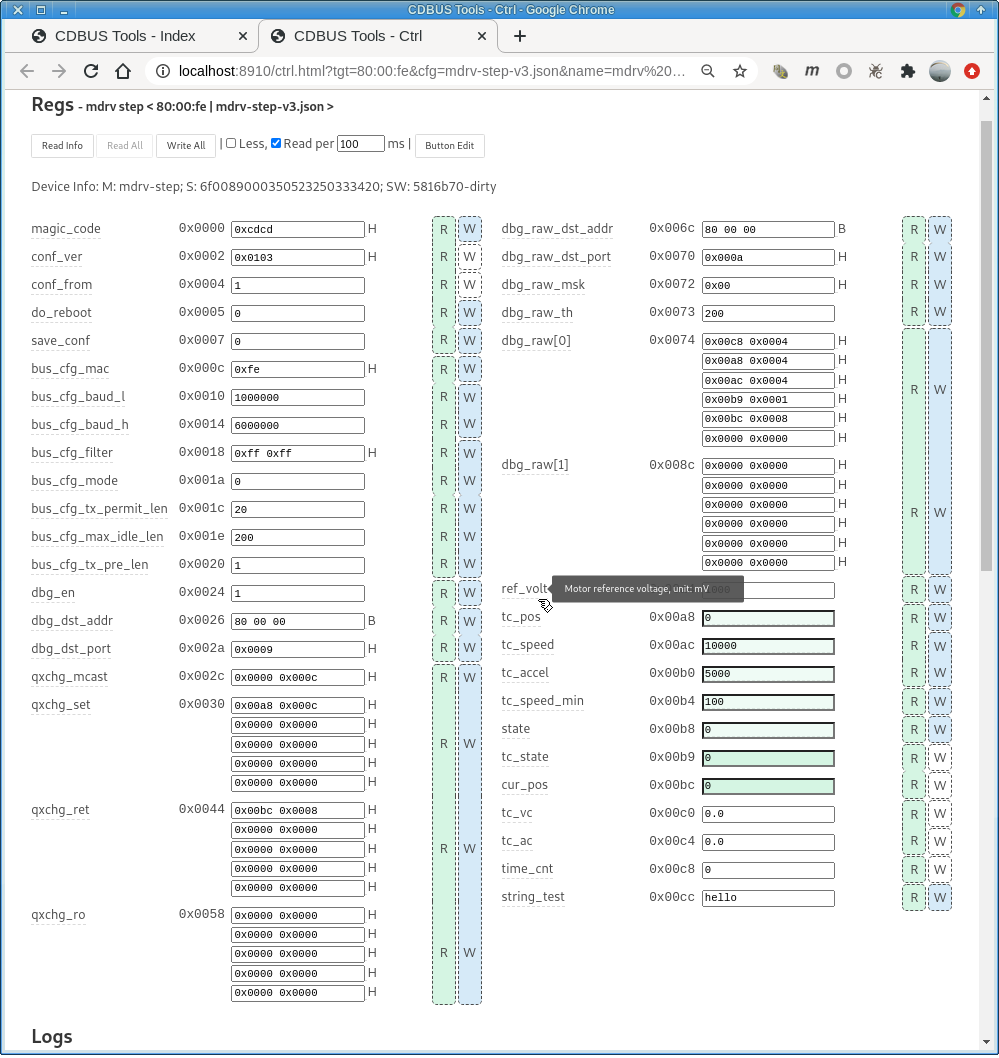 CDBUS Tools - Ctrl - Google Chrome
CDBUS Tools - Index
CDBUS Tools - Ctrl
localhost:8910/ctrl.html?tgt=80:00:fe&cfg=mdrv-step-v3.json&name=mdrv%20…
Regs - mdrv step < 80:00:fe | mdrv-step-v3.json >
Read Info Read All Write All | Less, Read per 100 ms | Button Edit
Device Info: M: mdrv-step; S: 6f0089000350523250333420; SW: 5816b70-dirty
magic_code 0x0000 0xcdcd H R W
conf_ver 0x0002 0x0103 H R W
conf_from 0x0004 1 R W
do_reboot 0x0005 0 R W
save_conf 0x0007 0 R W
bus_cfg_mac 0x000c 0xfe H R W
bus_cfg_baud_l 0x0010 1000000 R W
bus_cfg_baud_h 0x0014 6000000 R W
bus_cfg_filter 0x0018 0xff 0xff H R W
bus_cfg_mode 0x001a 0 R W
bus_cfg_tx_permit_len 0x001c 20 R W
bus_cfg_max_idle_len 0x001e 200 R W
bus_cfg_tx_pre_len 0x0020 1 R W
dbg_en 0x0024 1 R W
dbg_dst_addr 0x0026 80 00 00 B R W
dbg_dst_port 0x002a 0x0009 H R W
qxchg_mcast 0x002c 0x0000 0x000c H R W
qxchg_set 0x0030 0x00a8 0x000c H
0x0000 0x0000 H
0x0000 0x0000 H R W
0x0000 0x0000 H
0x0000 0x0000 H
qxchg_ret 0x0044 0x00bc 0x0008 H
0x0000 0x0000 H
0x0000 0x0000 H R W
0x0000 0x0000 H
0x0000 0x0000 H
qxchg_ro 0x0058 0x0000 0x0000 H
0x0000 0x0000 H
0x0000 0x0000 H R W
0x0000 0x0000 H
0x0000 0x0000 H
dbg_raw_dst_addr 0x006c 80 00 00 B R W
dbg_raw_dst_port 0x0070 0x000a H R W
dbg_raw_msk 0x0072 0x00 H R W
dbg_raw_th 0x0073 200 R W
dbg_raw[0] 0x0074 0x00c8 0x0004 H
0x00a8 0x0004 H
0x00ac 0x0004 H R W
0x00b9 0x0001 H
0x00bc 0x0008 H
0x0000 0x0000 H
dbg_raw[1] 0x008c 0x0000 0x0000 H
0x0000 0x0000 H
0x0000 0x0000 H R W
0x0000 0x0000 H
0x0000 0x0000 H
0x0000 0x0000 H
ref_volt Motor reference voltage, unit: mV R W
tc_pos 0x00a8 0 R W
tc_speed 0x00ac 10000 R W
tc_accel 0x00b0 5000 R W
tc_speed_min 0x00b4 100 R W
state 0x00b8 0 R W
tc_state 0x00b9 0 R W
cur_pos 0x00bc 0 R W
tc_vc 0x00c0 0.0 R W
tc_ac 0x00c4 0.0 R W
time_cnt 0x00c8 0 R W
string_test 0x00cc hello R W
Logs